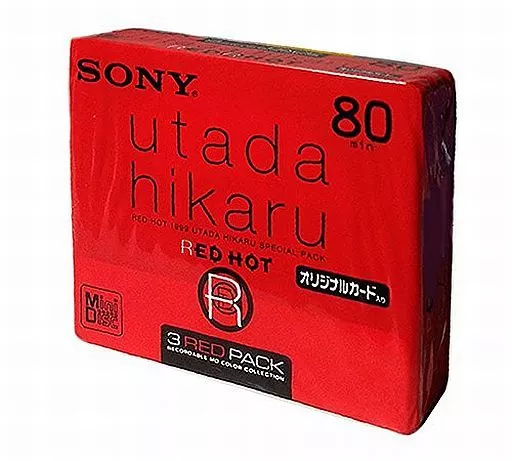 SONY®
80
min
utada
hikaru
RED HOT 1999 UTADA HIKARU SPECIAL PACK
RED HOT
オリジナルカード入り
R
Mini
Disc
3 RED PACK
RECORDABLE MD COLOR COLLECTION